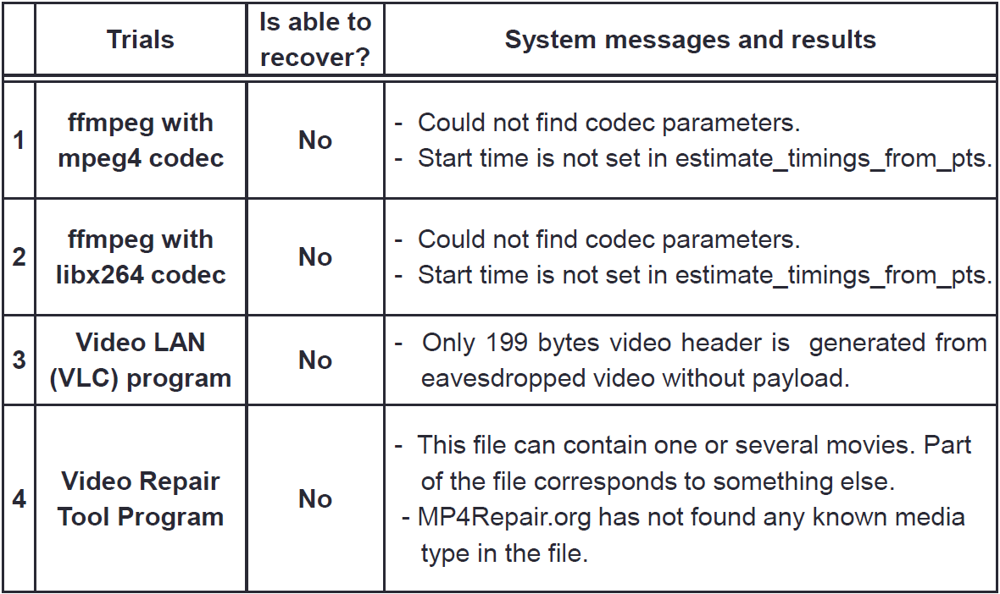 Trials
Is able to
recover?
System messages and results
1
ffmpeg with
mpeg4 codec
No
- Could not find codec parameters.
- Start time is not set in estimate_timings_from_pts.
2
ffmpeg with
libx264 codec
No
- Could not find codec parameters.
- Start time is not set in estimate_timings_from_pts.
3
Video LAN
(VLC) program
No
- Only 199 bytes video header is generated from
eavesdropped video without payload.
4
Video Repair
Tool Program
No
- This file can contain one or several movies. Part
of the file corresponds to something else.
- MP4Repair.org has not found any known media
type in the file.